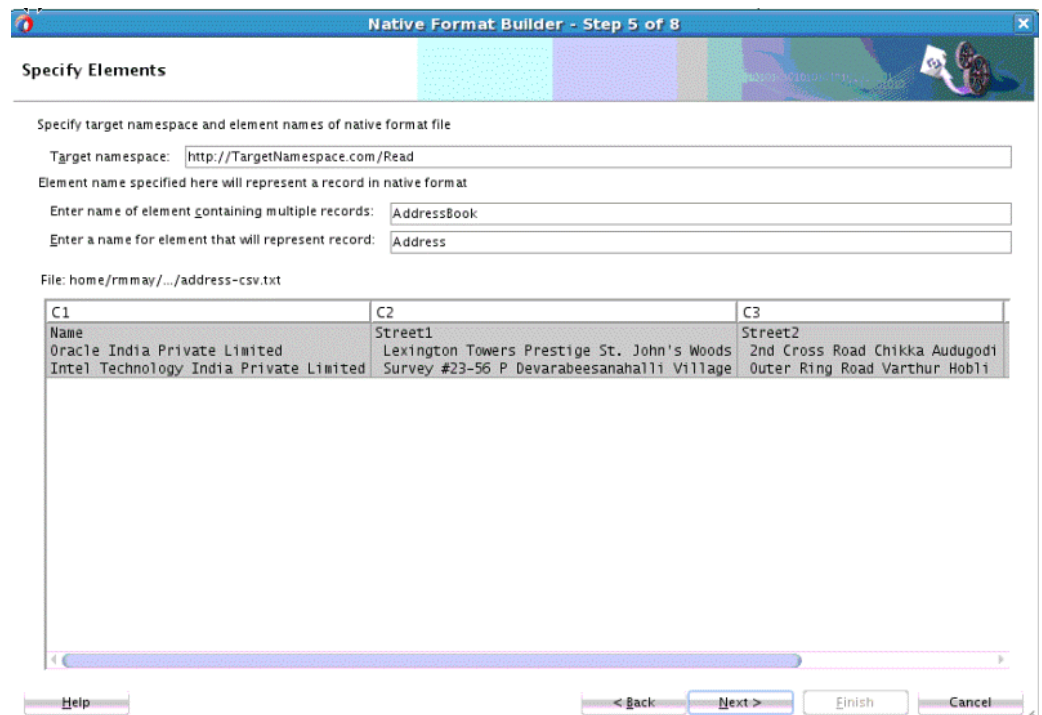 Native Format Builder - Step 5 of 8
Specify Elements
Specify target namespace and element names of native format file
Target namespace: http://TargetNamespace.com/Read
Element name specified here will represent a record in native format
Enter name of element containing multiple records: AddressBook
Enter a name for element that will represent record: Address
File: home/rmmay/.../address-csv.txt
C1 C2 C3
Name Street1 Street2
Oracle India Private Limited Lexington Towers Prestige St. John's Woods 2nd Cross Road Chikka Audugodi
Intel Technology India Private Limited Survey #23-56 P Devarabeesanahalli Village Outer Ring Road Varthur Hobli
Help < Back Next > Finish Cancel